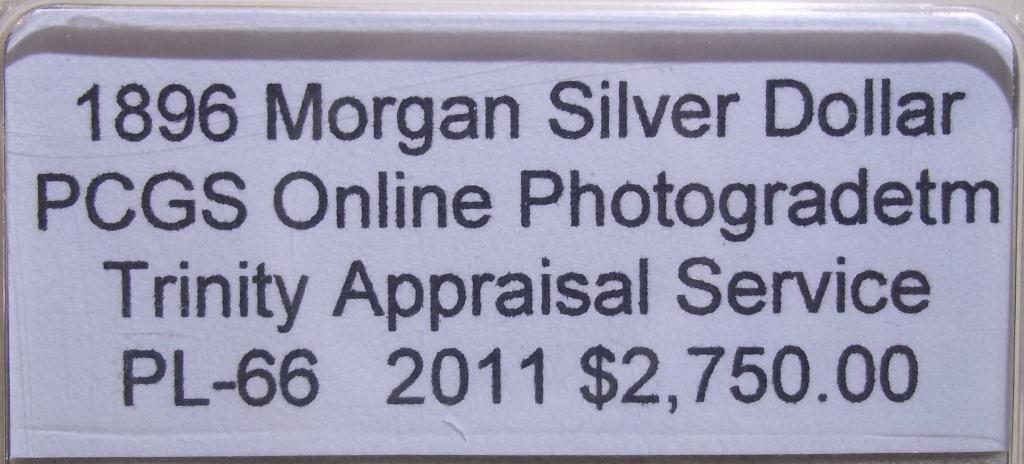 1896 Morgan Silver Dollar
PCGS Online Photogradetm
Trinity Appraisal Service
PL-66 2011 $2,750.00